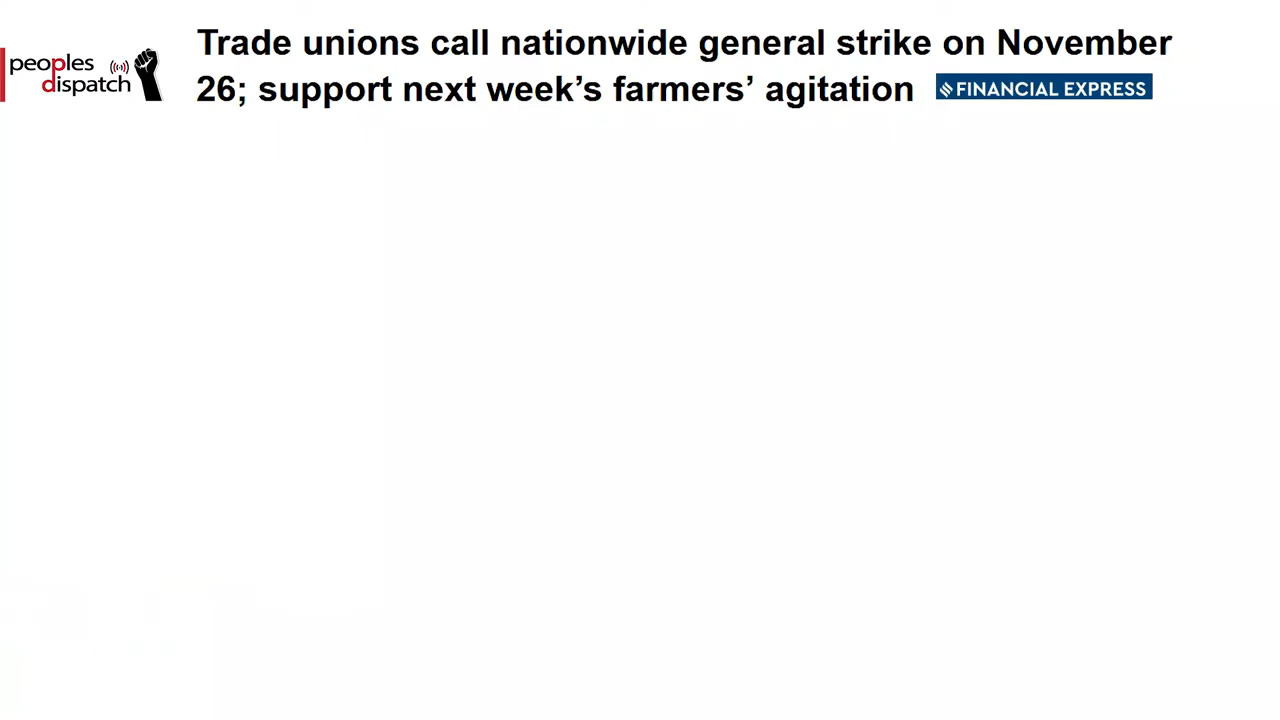 peoples
dispatch
Trade unions call nationwide general strike on November
26; support next week’s farmers’ agitation
FINANCIAL EXPRESS